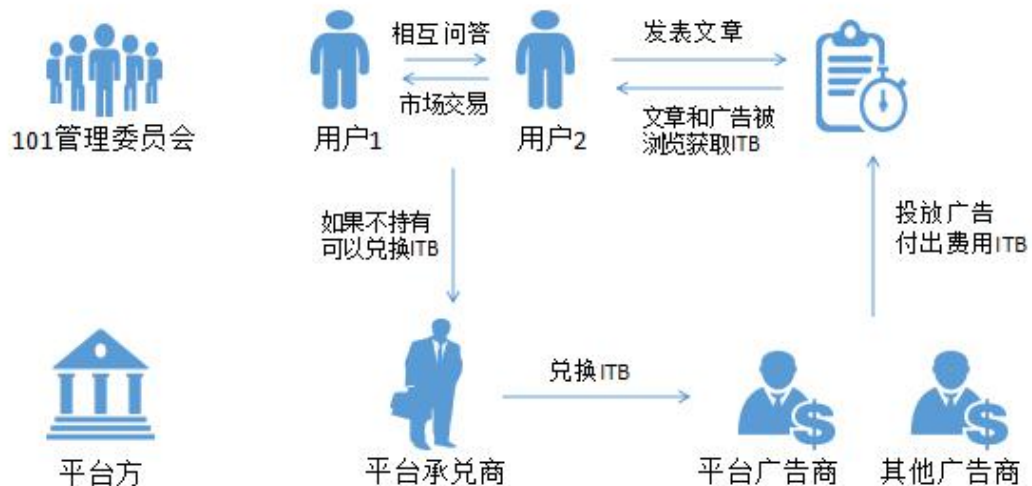 相互问答
市场交易
发表文章
文章和广告被
浏览获取ITB
101管理委员会
用户1
用户2
如果不持有
可以兑换ITB
投放广告
付出费用ITB
兑换ITB
平台方
平台承兑商
平台广告商
其他广告商